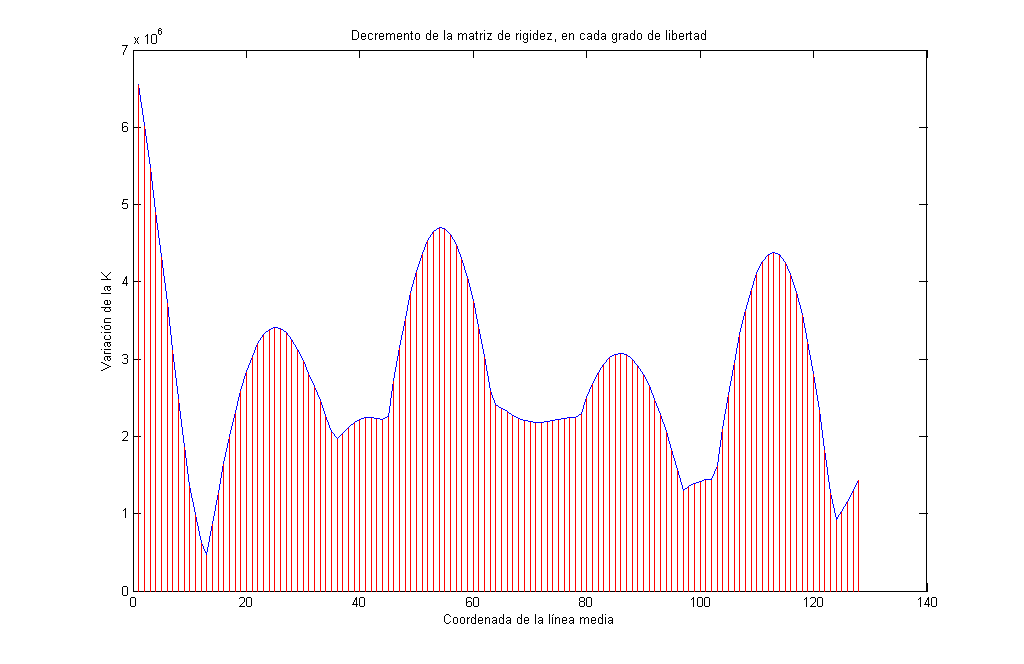 Decremento de la matriz de rigidez, en cada grado de libertad
x 10^6
7
6
5
4
3
2
1
0
Variación de la K
0 20 40 60 80 100 120 140
Coordenada de la línea media